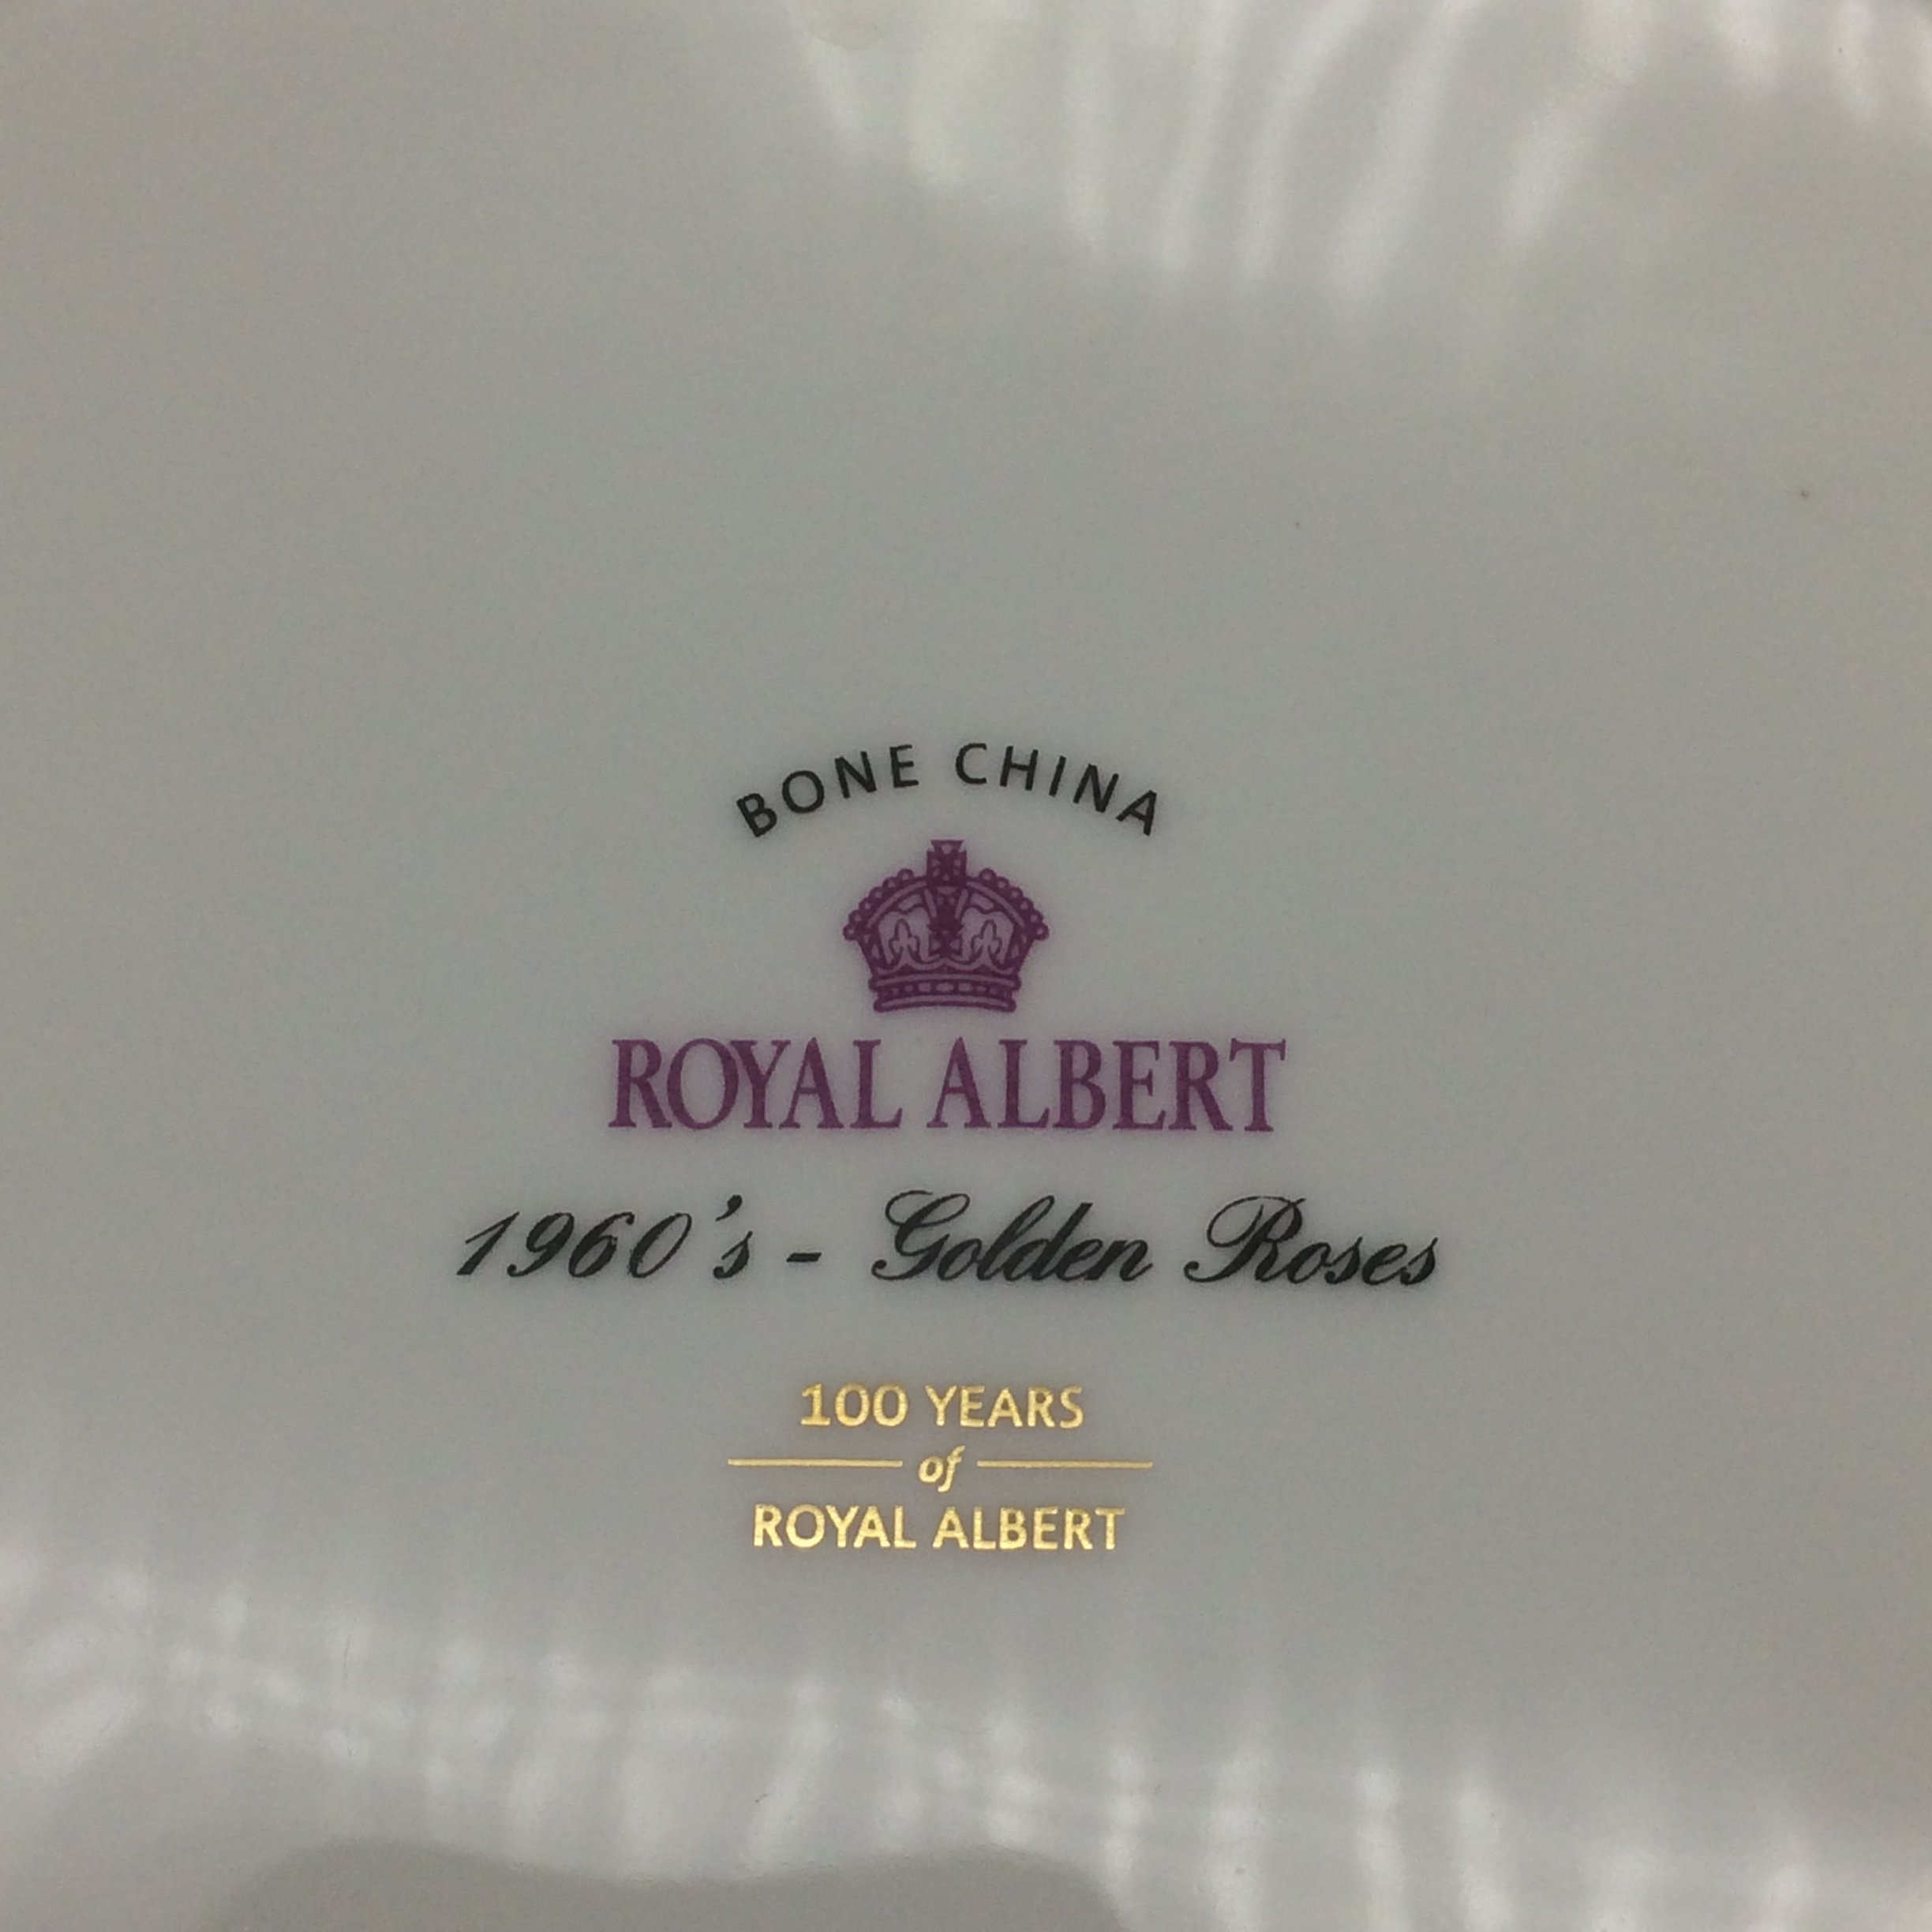 BONE CHINA
ROYAL ALBERT
1960's - Golden Roses
100 YEARS
of
ROYAL ALBERT